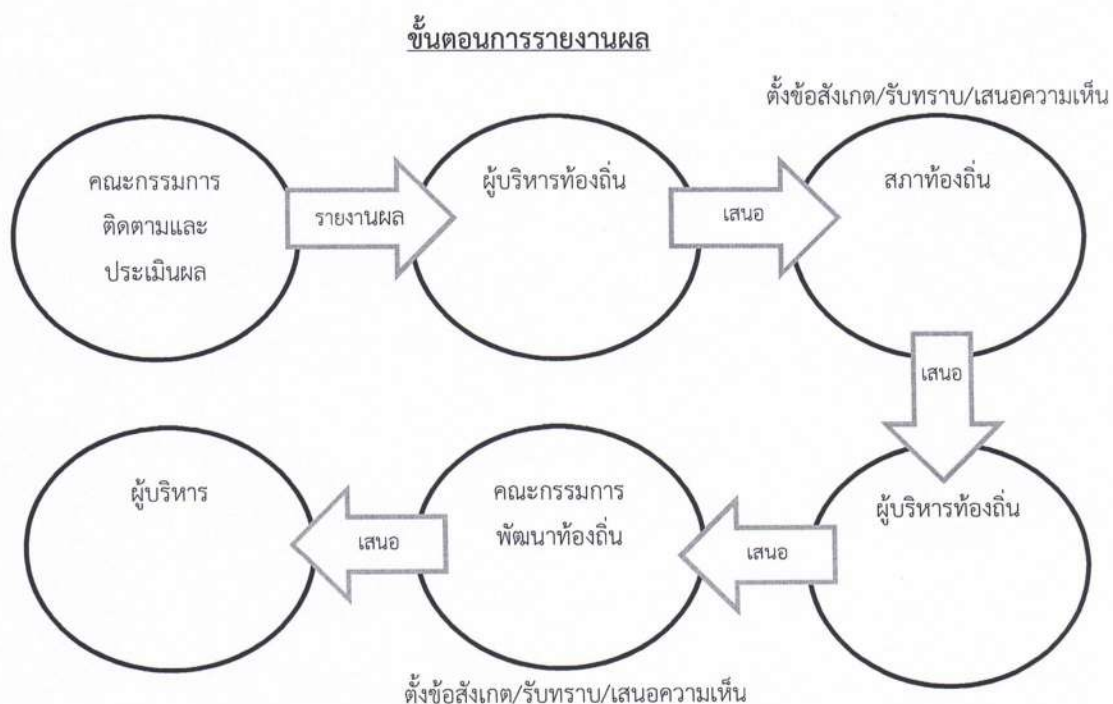 ขั้นตอนการรายงานผล
ตั้งข้อสังเกต/รับทราบ/เสนอความเห็น
คณะกรรมการ
ติดตามและ
ประเมินผล
รายงานผล
ผู้บริหารท้องถิ่น
เสนอ
สภาท้องถิ่น
เสนอ
ผู้บริหารท้องถิ่น
เสนอ
คณะกรรมการ
พัฒนาท้องถิ่น
เสนอ
ผู้บริหาร
ตั้งข้อสังเกต/รับทราบ/เสนอความเห็น